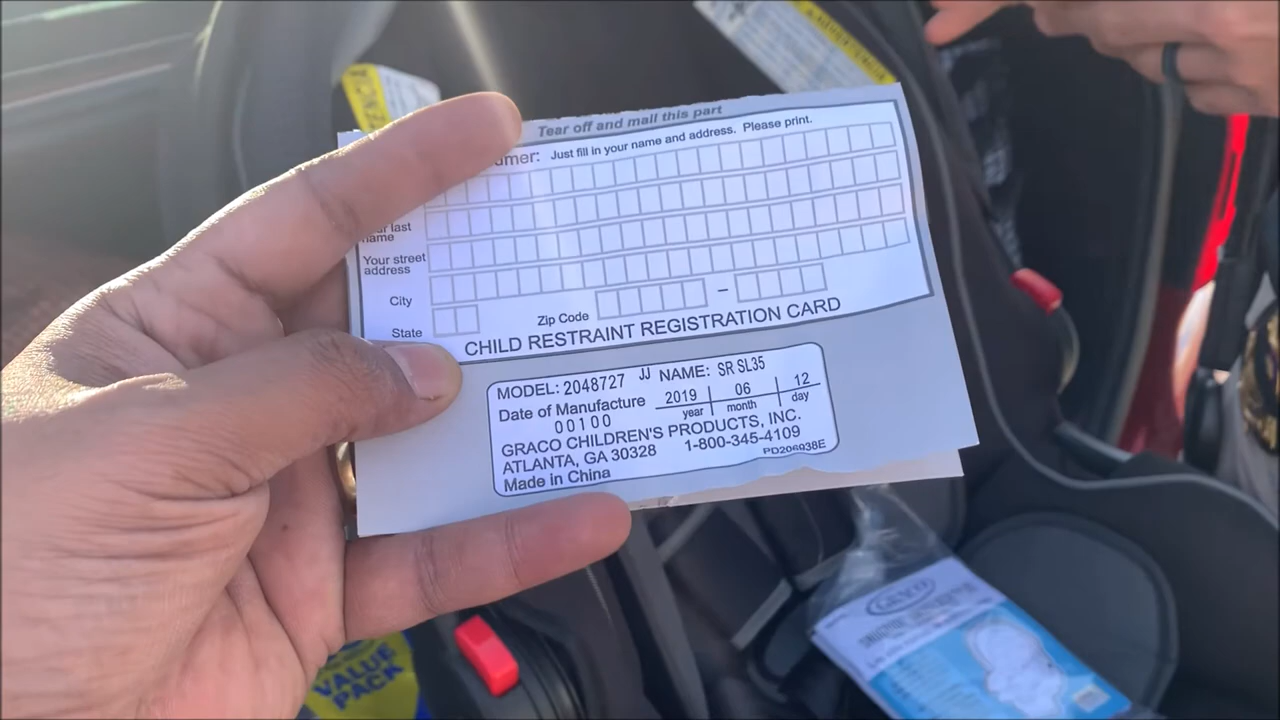 Tear off and mail this part
umer: Just fill in your name and address. Please print.
ur last
name
Your street
address
City
State
Zip Code –
CHILD RESTRAINT REGISTRATION CARD
MODEL: 2048727 JJ NAME: SR SL35
Date of Manufacture 2019 06 12
year month day
00100
GRACO CHILDREN'S PRODUCTS, INC.
ATLANTA, GA 30328 1-800-345-4109
Made in China PD206938E
GRACO
VALUE
PACK